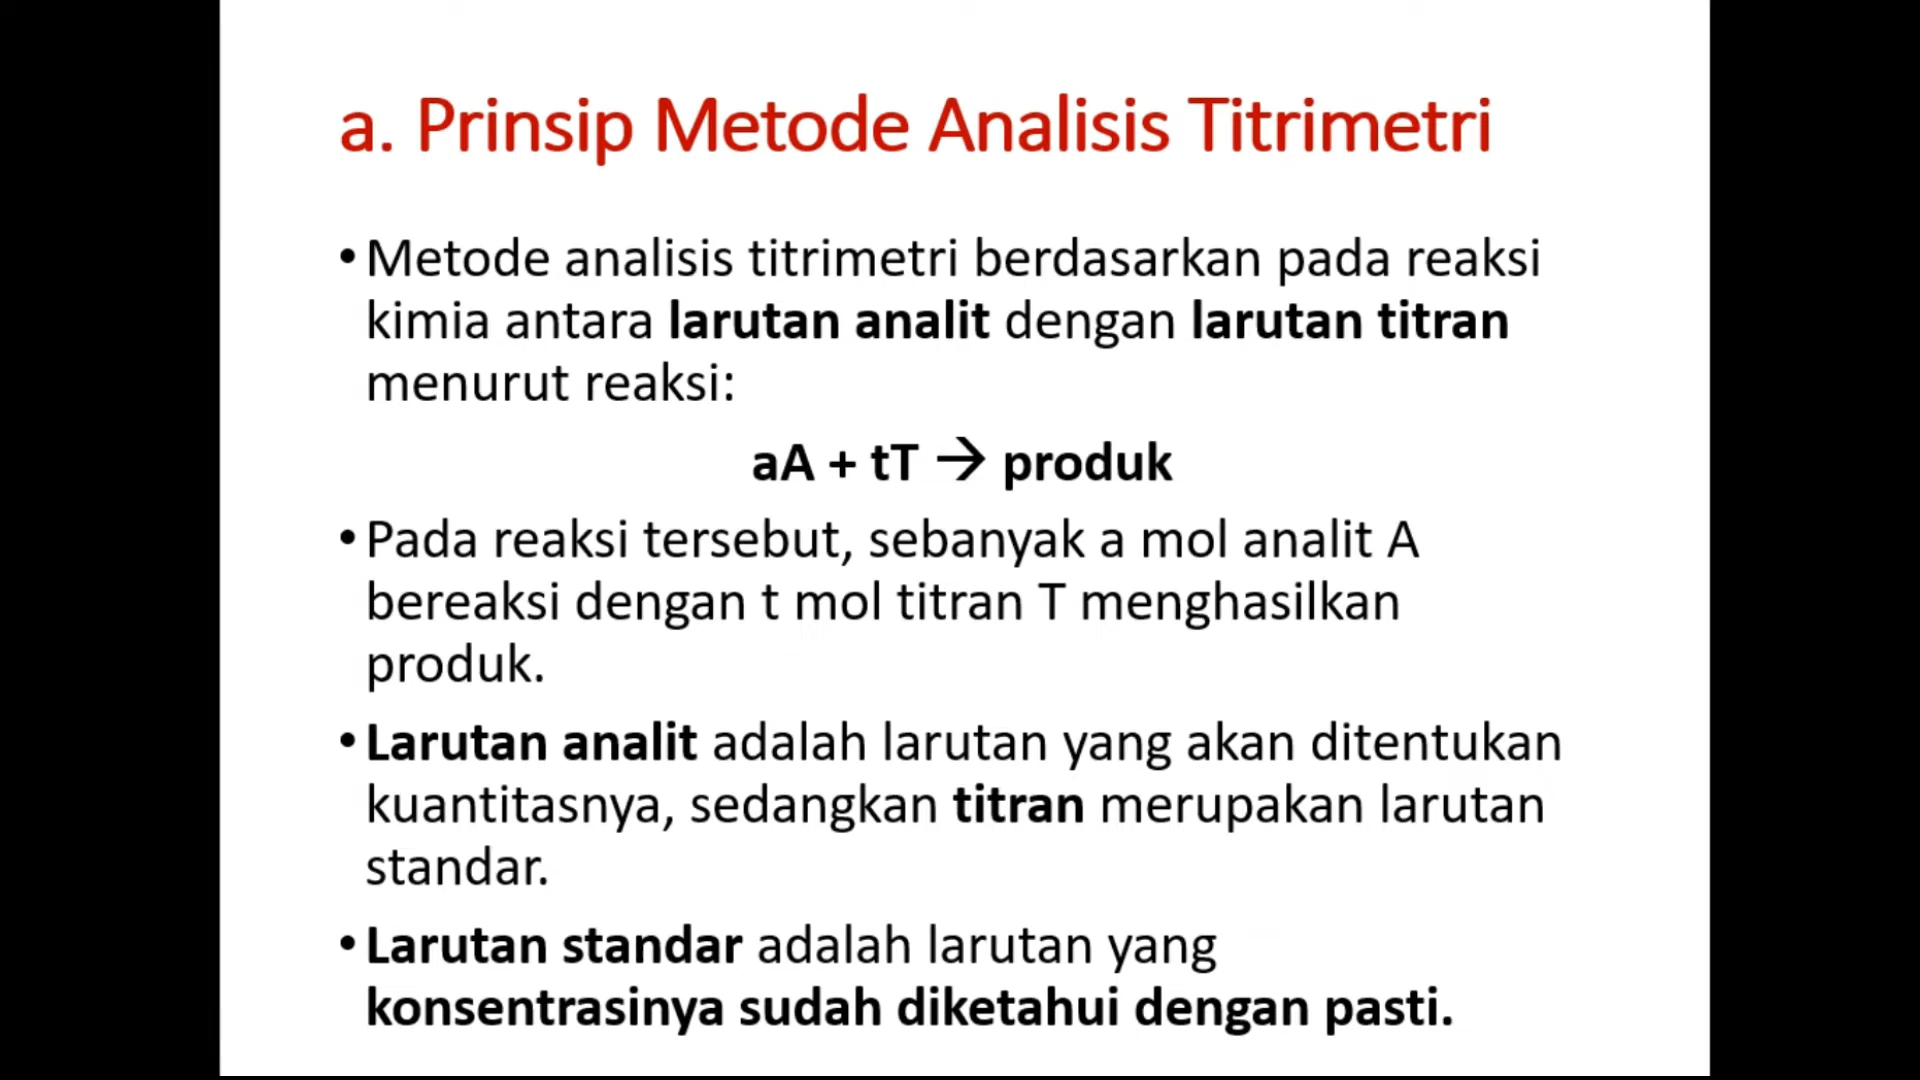 a. Prinsip Metode Analisis Titrimetri
• Metode analisis titrimetri berdasarkan pada reaksi
kimia antara larutan analit dengan larutan titran
menurut reaksi:
aA + tT → produk
• Pada reaksi tersebut, sebanyak a mol analit A
bereaksi dengan t mol titran T menghasilkan
produk.
• Larutan analit adalah larutan yang akan ditentukan
kuantitasnya, sedangkan titran merupakan larutan
standar.
• Larutan standar adalah larutan yang
konsentrasinya sudah diketahui dengan pasti.